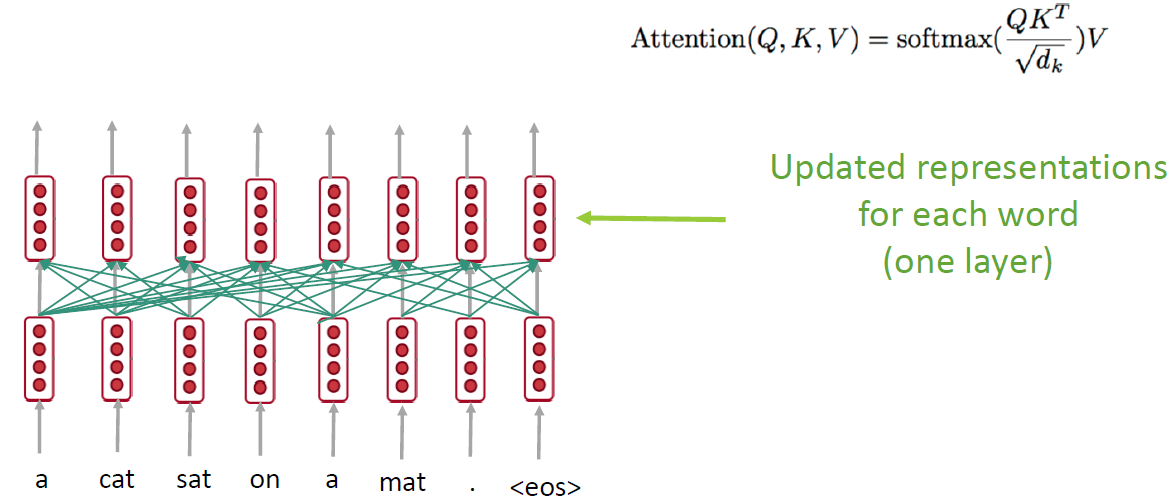 Attention(Q, K, V) = softmax(QK^T / √d_k)V
Updated representations
for each word
(one layer)
a cat sat on a mat . <eos>